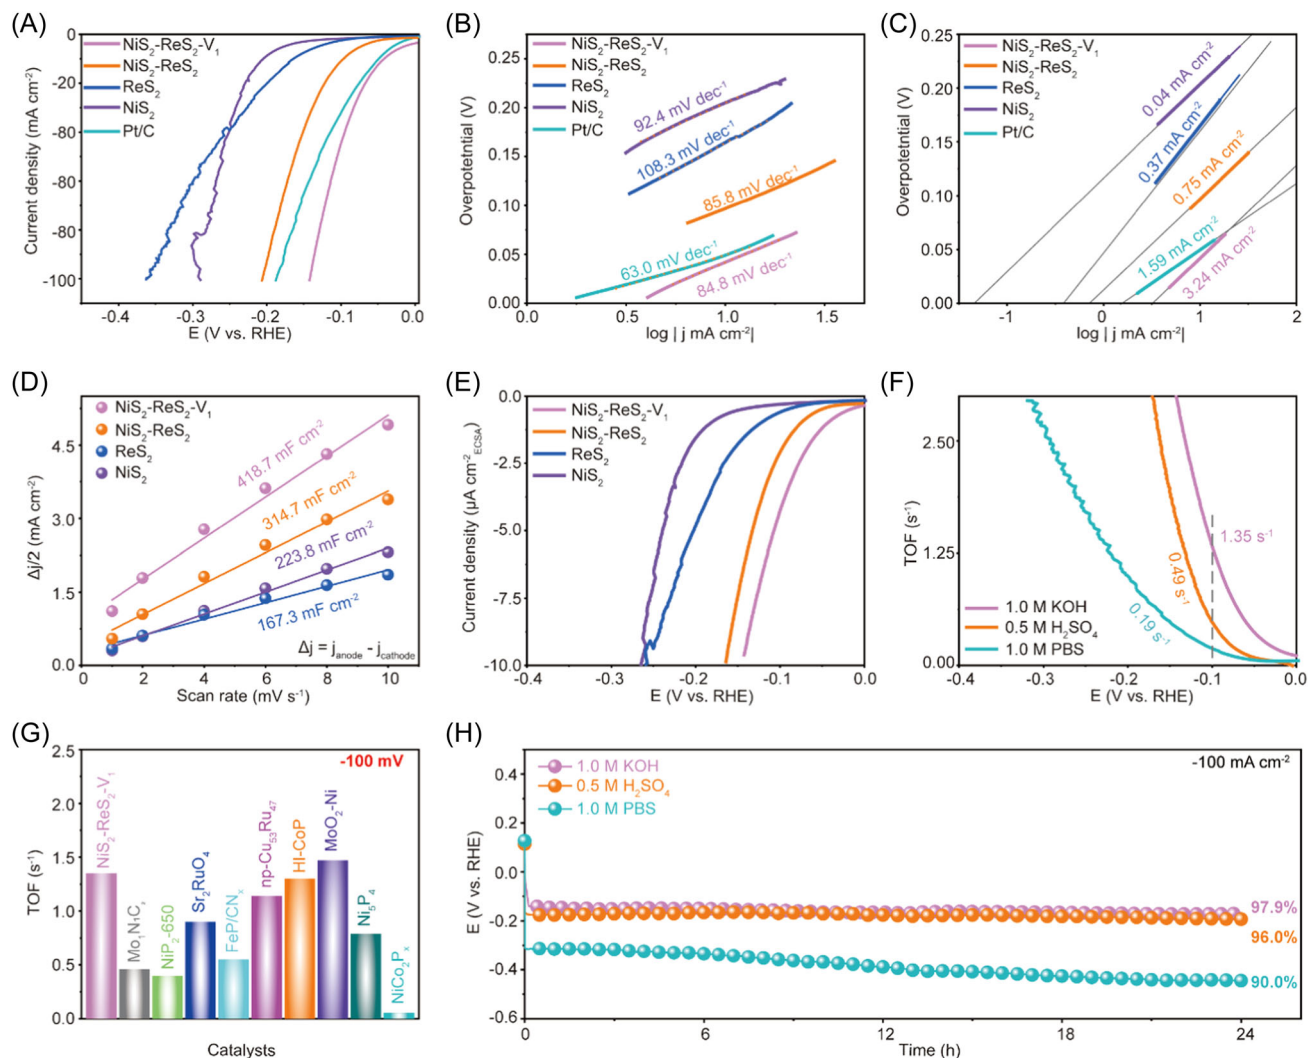 (A)
Current density (mA cm⁻²)
0
-20
-80
-80
-80
-100
NiS₂-ReS₂-V₁
NiS₂-ReS₂
ReS₂
NiS₂
Pt/C
-0.4
-0.3
-0.2
-0.1
0.0
E (V vs. RHE)
(B)
Overpotential (V)
0.25
0.20
0.15
0.10
0.05
0.00
NiS₂-ReS₂-V₁
NiS₂-ReS₂
ReS₂
NiS₂
Pt/C
92.4 mV dec⁻¹
108.3 mV dec⁻¹
85.8 mV dec⁻¹
63.0 mV dec⁻¹
84.8 mV dec⁻¹
0.5
1.0
1.5
log | j mA cm⁻²|
(C)
Overpotetnial (V)
0.25
0.20
0.15
0.10
0.05
0.00
NiS₂-ReS₂-V₁
NiS₂-ReS₂
ReS₂
NiS₂
Pt/C
0.04 mA cm⁻²
0.37 mA cm⁻²
0.75 mA cm⁻²
1.59 mA cm⁻²
3.24 mA cm⁻²
-1
0
1
2
log | j mA cm⁻²|
(D)
Δj/2 (mA cm⁻²)
4.5
3.0
1.5
0.0
NiS₂-ReS₂-V₁
NiS₂-ReS₂
ReS₂
NiS₂
418.7 mF cm⁻²
314.7 mF cm⁻²
223.8 mF cm⁻²
167.3 mF cm⁻²
Δj = j_anode - j_cathode
2
4
6
8
10
Scan rate (mV s⁻¹)
(E)
Current density (μA cm⁻²_ECSA)
0.0
-2.5
-5.0
-7.5
-10.0
NiS₂-ReS₂-V₁
NiS₂-ReS₂
ReS₂
NiS₂
-0.4
-0.3
-0.2
-0.1
0.0
E (V vs. RHE)
(F)
TOF (s⁻¹)
2.50
1.25
0.00
1.35 s⁻¹
0.49 s⁻¹
0.19 s⁻¹
1.0 M KOH
0.5 M H₂SO₄
1.0 M PBS
-0.4
-0.3
-0.2
-0.1
0.0
E (V vs. RHE)
(G)
TOF (s⁻¹)
2.5
2.0
1.5
1.0
0.5
0.0
-100 mV
NiS₂-ReS₂-V₁
Mo₁N₁Cₓ
NiP₂-650
Sr₂RuO₄
FeP/CNₓ
np-Cu₅₃Ru₄₇
HI-CoP
MoO₂-Ni
Ni₅P₄
NiCo₂Pₓ
Catalysts
(H)
E (V vs. RHE)
0.4
0.2
0.0
-0.2
-0.4
-0.6
1.0 M KOH
0.5 M H₂SO₄
1.0 M PBS
-100 mA cm⁻²
97.9%
96.0%
90.0%
0
6
12
18
24
Time (h)